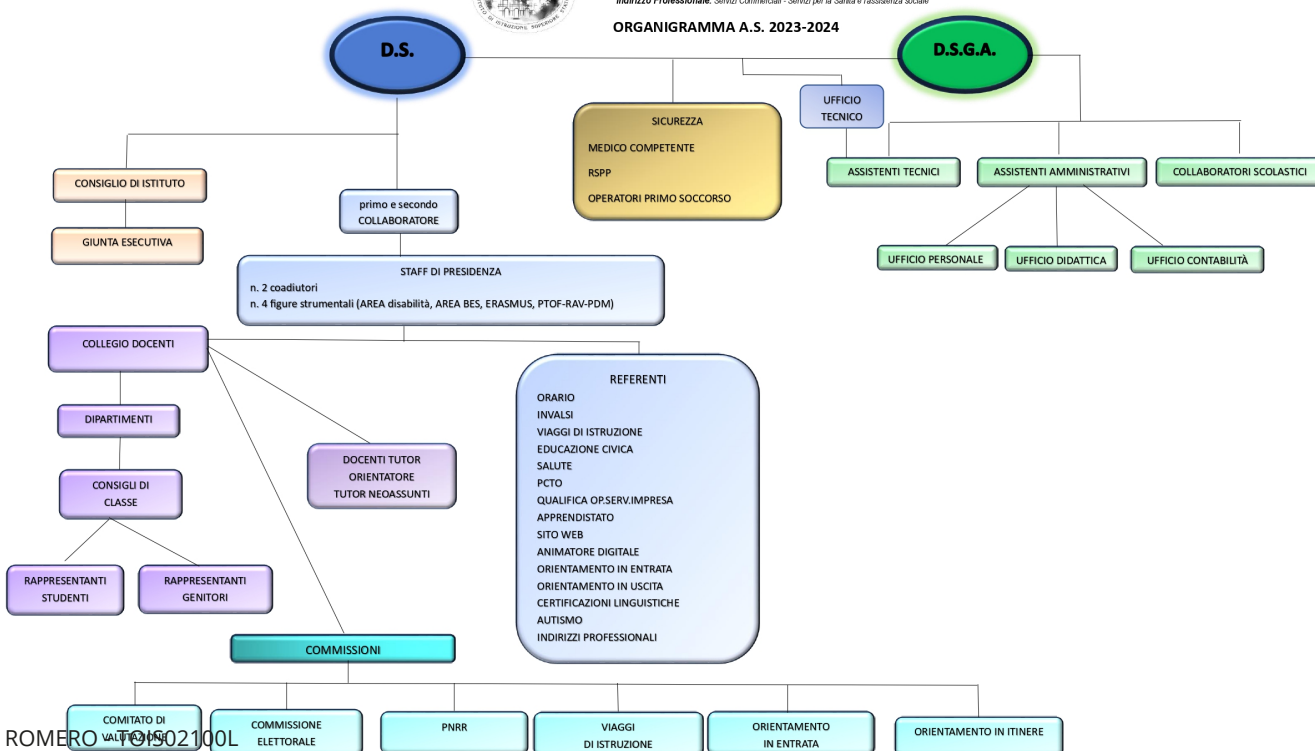 Indirizzo Professionale: Servizi Commerciali - Servizi per la Sanità e l'assistenza sociale
ORGANIGRAMMA A.S. 2023-2024
D.S.
D.S.G.A.
UFFICIO
TECNICO
SICUREZZA
MEDICO COMPETENTE
RSPP
OPERATORI PRIMO SOCCORSO
ASSISTENTI TECNICI
ASSISTENTI AMMINISTRATIVI
COLLABORATORI SCOLASTICI
CONSIGLIO DI ISTITUTO
primo e secondo
COLLABORATORE
GIUNTA ESECUTIVA
UFFICIO PERSONALE
UFFICIO DIDATTICA
UFFICIO CONTABILITÀ
STAFF DI PRESIDENZA
n. 2 coadiutori
n. 4 figure strumentali (AREA disabilità, AREA BES, ERASMUS, PTOF-RAV-PDM)
COLLEGIO DOCENTI
REFERENTI
ORARIO
INVALSI
VIAGGI DI ISTRUZIONE
EDUCAZIONE CIVICA
SALUTE
PCTO
QUALIFICA OP.SERV.IMPRESA
APPRENDISTATO
SITO WEB
ANIMATORE DIGITALE
ORIENTAMENTO IN ENTRATA
ORIENTAMENTO IN USCITA
CERTIFICAZIONI LINGUISTICHE
AUTISMO
INDIRIZZI PROFESSIONALI
DIPARTIMENTI
DOCENTI TUTOR
ORIENTATORE
TUTOR NEOASSUNTI
CONSIGLI DI
CLASSE
RAPPRESENTANTI
STUDENTI
RAPPRESENTANTI
GENITORI
COMMISSIONI
COMITATO DI
VALUTAZIONE
COMMISSIONE
ELETTORALE
PNRR
VIAGGI
DI ISTRUZIONE
ORIENTAMENTO
IN ENTRATA
ORIENTAMENTO IN ITINERE
ROMERO - TOIS02100L